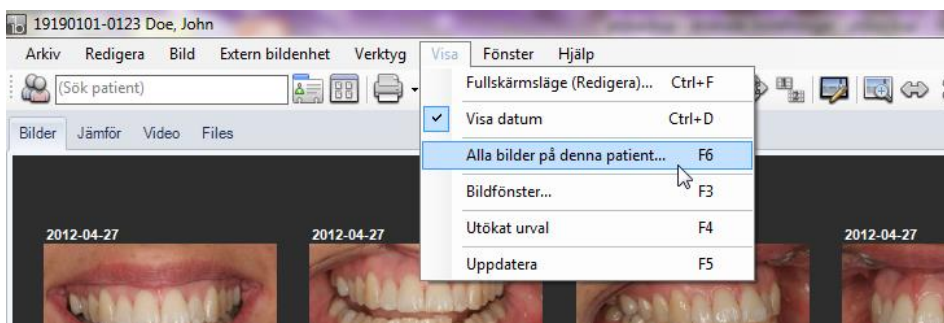 19190101-0123 Doe, John
Arkiv Redigera Bild Extern bildenhet Verktyg Visa Fönster Hjälp
(Sök patient)
Fullskärmsläge (Redigera)... Ctrl+F
Visa datum Ctrl+D
Bilder Jämför Video Files
Alla bilder på denna patient... F6
Bildfönster... F3
Utökat urval F4
2012-04-27 2012-04-27 2012-04-27
Uppdatera F5